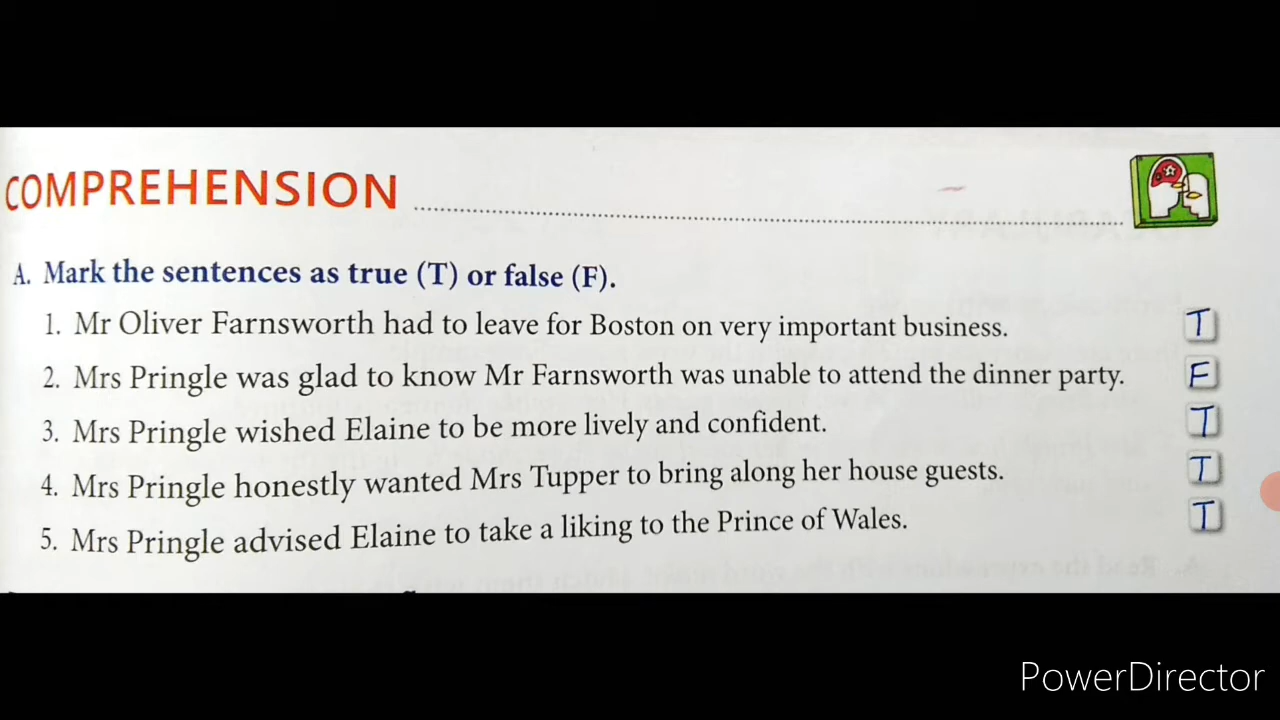 COMPREHENSION
A. Mark the sentences as true (T) or false (F).
1. Mr Oliver Farnsworth had to leave for Boston on very important business. T
2. Mrs Pringle was glad to know Mr Farnsworth was unable to attend the dinner party. F
3. Mrs Pringle wished Elaine to be more lively and confident. T
4. Mrs Pringle honestly wanted Mrs Tupper to bring along her house guests. T
5. Mrs Pringle advised Elaine to take a liking to the Prince of Wales. T
PowerDirector